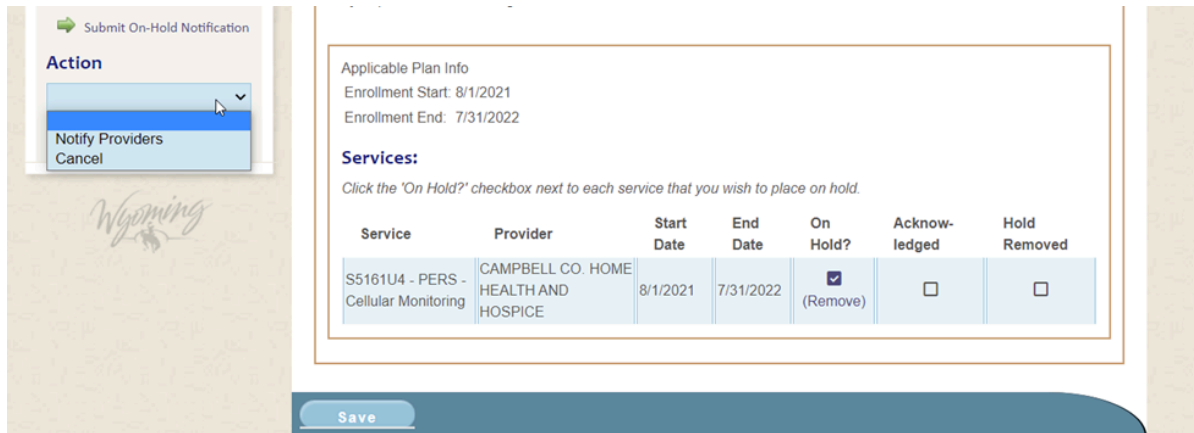 Submit On-Hold Notification
Action
Notify Providers
Cancel
Wyoming
Applicable Plan Info
Enrollment Start: 8/1/2021
Enrollment End: 7/31/2022
Services:
Click the 'On Hold?' checkbox next to each service that you wish to place on hold.
Service Provider Start Date End Date On Hold? Acknow-ledged Hold Removed
S5161U4 - PERS - Cellular Monitoring CAMPBELL CO. HOME HEALTH AND HOSPICE 8/1/2021 7/31/2022 (Remove)
Save